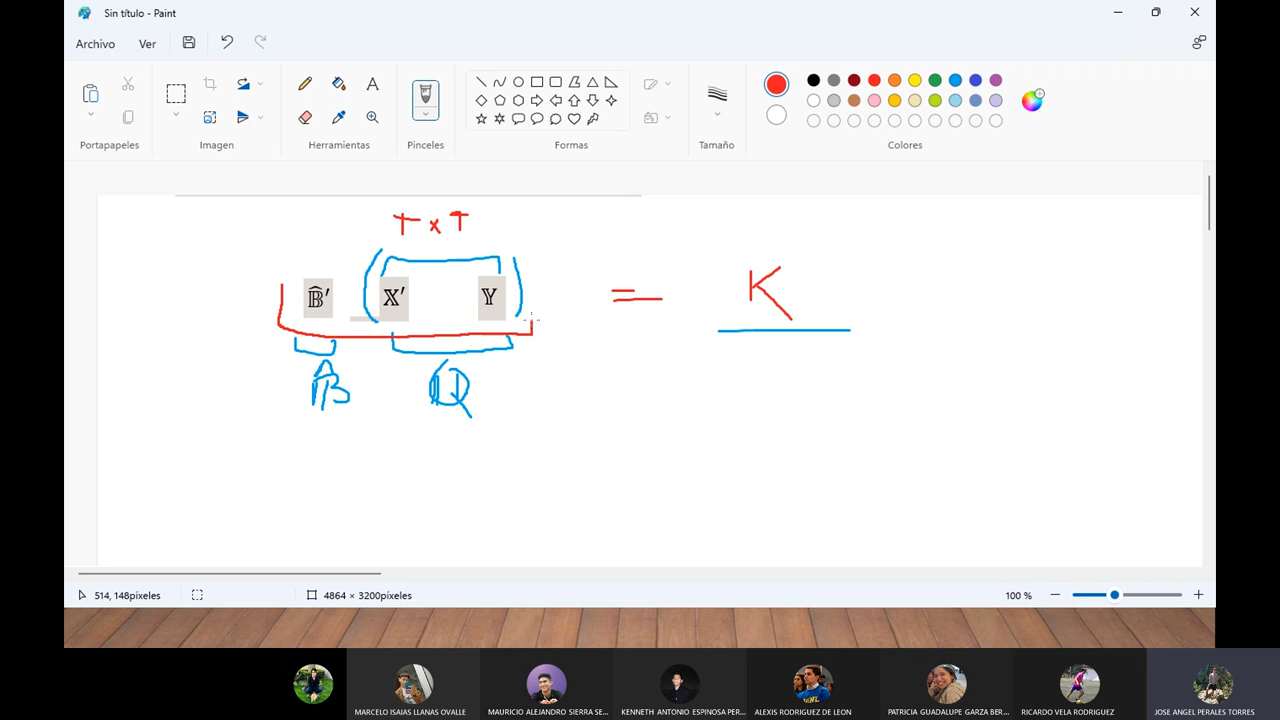 Sin título - Paint
Archivo Ver
Portapapeles Imagen Herramientas Pinceles Formas Tamaño Colores
T x T
𝔹̂′ ( 𝕏′ 𝕐 ) = K
𝔹̂ ℚ
514, 148píxeles 4864 × 3200píxeles 100 %
MARCELO ISAIAS LLANAS OVALLE
MAURICIO ALEJANDRO SIERRA SE...
KENNETH ANTONIO ESPINOSA PER...
ALEXIS RODRIGUEZ DE LEON
PATRICIA GUADALUPE GARZA BER...
RICARDO VELA RODRIGUEZ
JOSE ANGEL PERALES TORRES